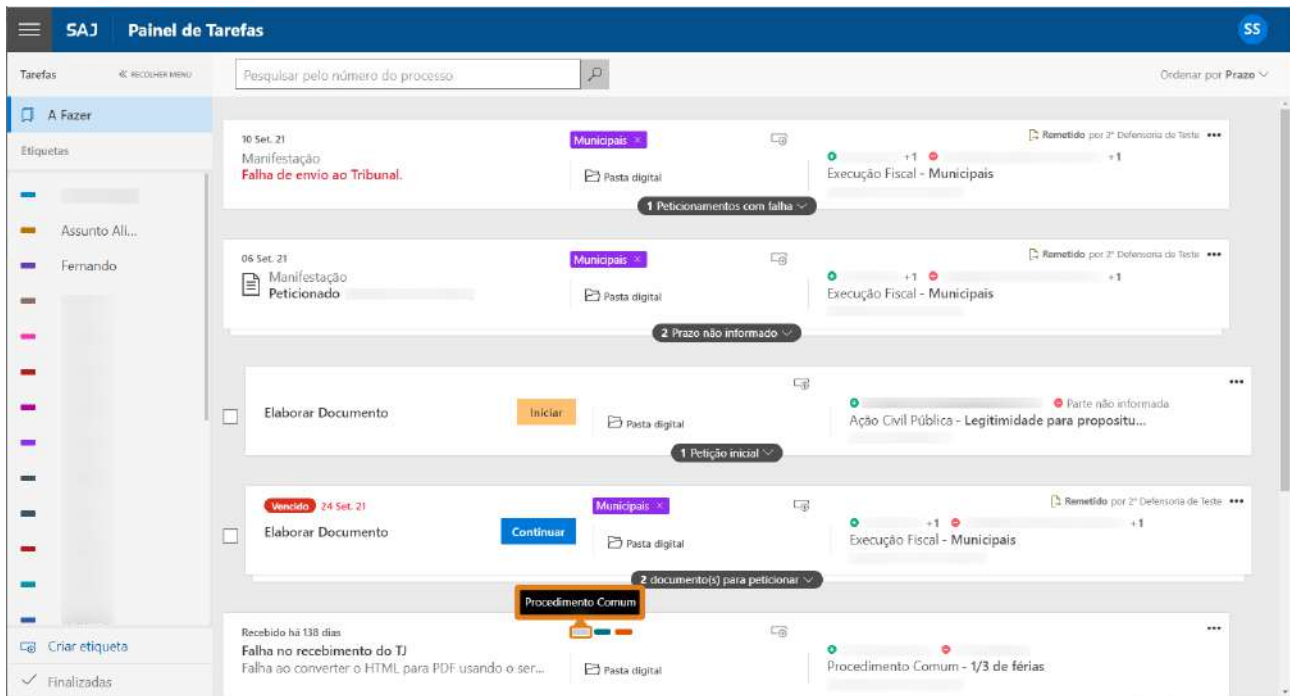 SAJ Painel de Tarefas SS
Tarefas
RECOLHER MENU
Pesquisar pelo número do processo
Ordenar por Prazo
A Fazer
Etiquetas
Assunto Ali...
Fernando
Criar etiqueta
Finalizadas
10 Set. 21
Manifestação
Falha de envio ao Tribunal.
Municipais ×
Pasta digital
Remetido por 2ª Defensoria de Teste
+1 +1
Execução Fiscal - Municipais
1 Peticionamentos com falha
06 Set. 21
Manifestação
Peticionado
Municipais ×
Pasta digital
Remetido por 2ª Defensoria de Teste
+1 +1
Execução Fiscal - Municipais
2 Prazo não informado
Elaborar Documento
Iniciar
Pasta digital
Parte não informada
Ação Civil Pública - Legitimidade para propositu...
1 Petição inicial
Vencido 24 Set. 21
Elaborar Documento
Continuar
Municipais ×
Pasta digital
Remetido por 2ª Defensoria de Teste
+1 +1
Execução Fiscal - Municipais
2 documento(s) para peticionar
Procedimento Comum
Recebido há 138 dias
Falha no recebimento do TJ
Falha ao converter o HTML para PDF usando o ser...
Pasta digital
Procedimento Comum - 1/3 de férias